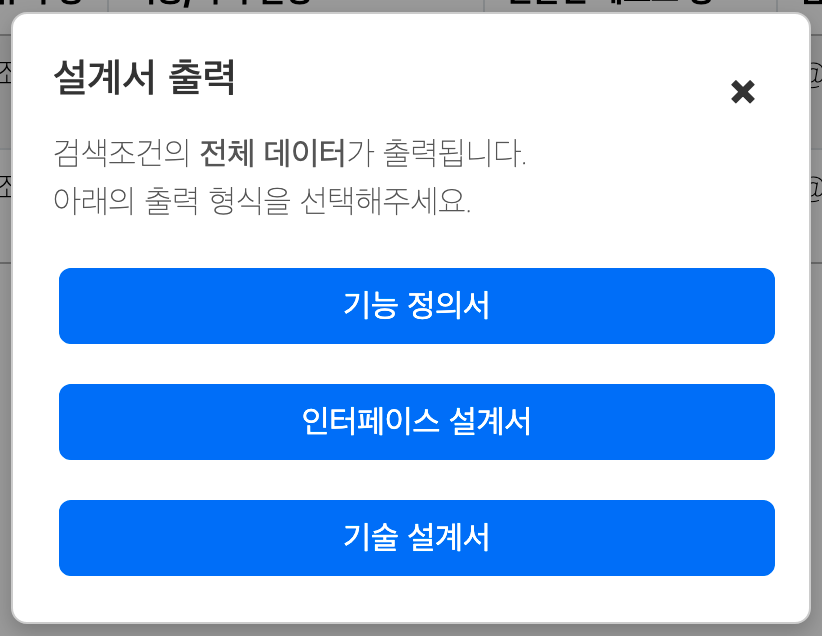 설계서 출력
검색조건의 전체 데이터가 출력됩니다.
아래의 출력 형식을 선택해주세요.
기능 정의서
인터페이스 설계서
기술 설계서